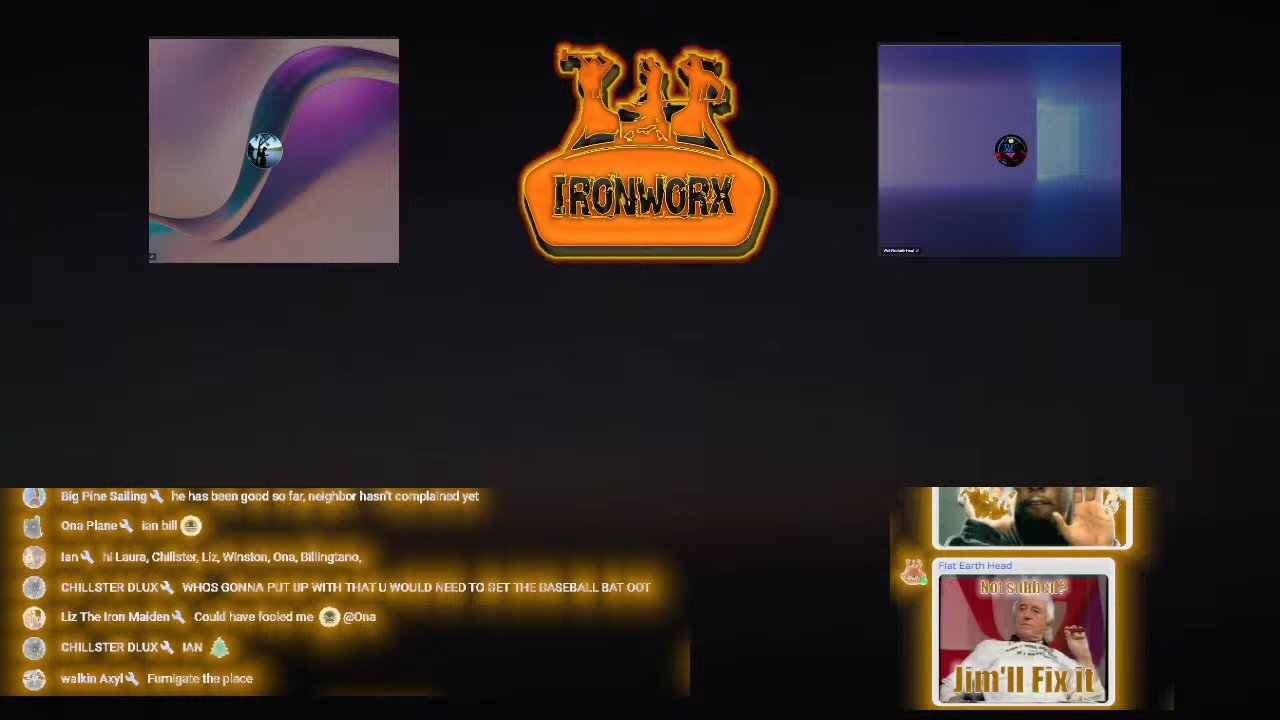 IRONWORX
Big Pine Sailing he has been good so far, neighbor hasn't complained yet
Ona Plane ian bill
Ian hi Laura, Chillster, Liz, Winston, Ona, Billingtano,
CHILLSTER DLUX WHOS GONNA PUT UP WITH THAT U WOULD NEED TO GET THE BASEBALL BAT OOT
Liz The Iron Maiden Could have fooled me @Ona
CHILLSTER DLUX IAN
walkin Axyl Fumigate the place
Flat Earth Head
Not subbed?
Jim'll Fix it